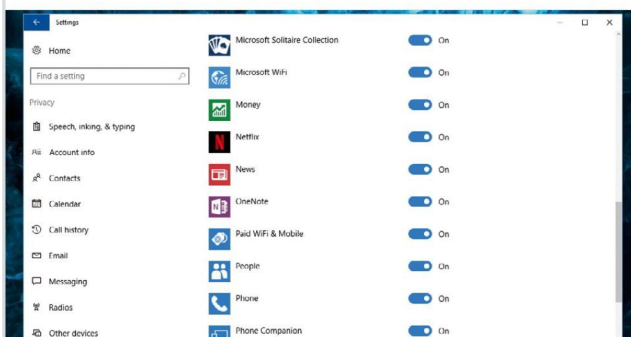 Settings
Home
Find a setting
Privacy
Speech, inking, & typing
Account info
Contacts
Calendar
Call history
Email
Messaging
Radios
Other devices
Microsoft Solitaire Collection On
Microsoft WiFi On
Money On
Netflix On
News On
OneNote On
Paid WiFi & Mobile On
People On
Phone On
Phone Companion On